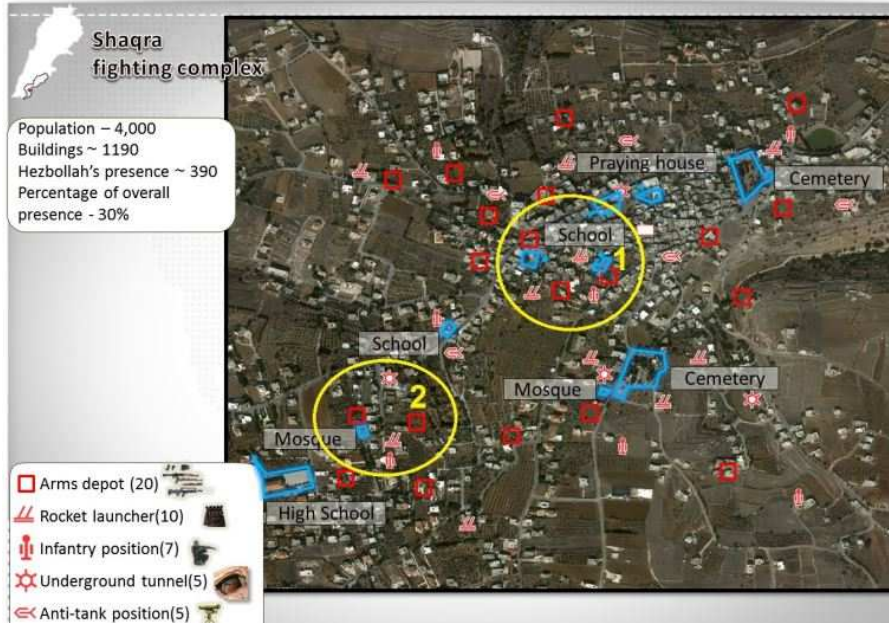 Shaqra
fighting complex
Population – 4,000
Buildings ~ 1190
Hezbollah's presence ~ 390
Percentage of overall
presence - 30%
Praying house
Cemetery
School
1
School
Mosque
Cemetery
2
Mosque
High School
Arms depot (20)
Rocket launcher(10)
Infantry position(7)
Underground tunnel(5)
Anti-tank position(5)